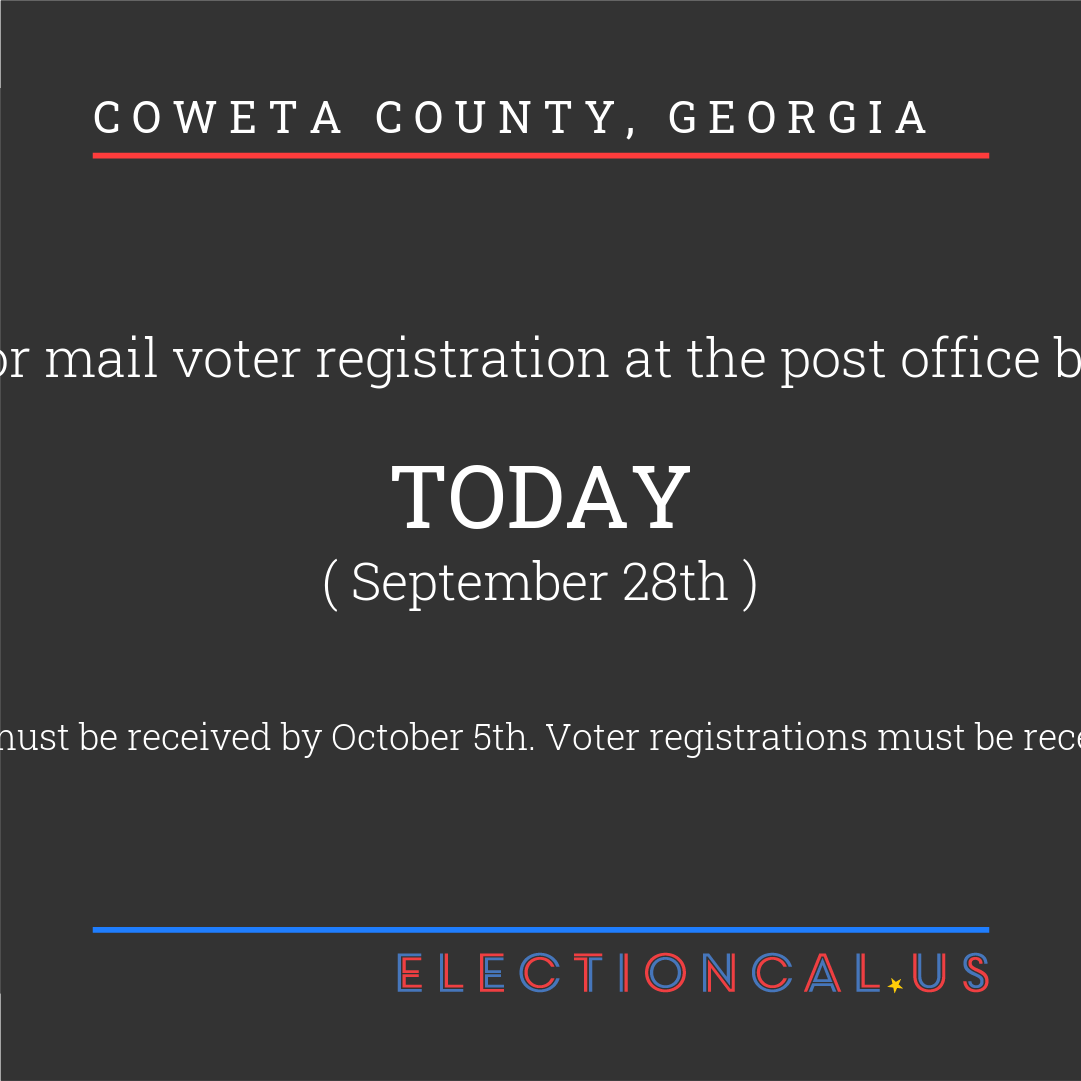 COWETA COUNTY, GEORGIA
or mail voter registration at the post office b
TODAY
( September 28th )
must be received by October 5th. Voter registrations must be rece
ELECTIONCAL.US